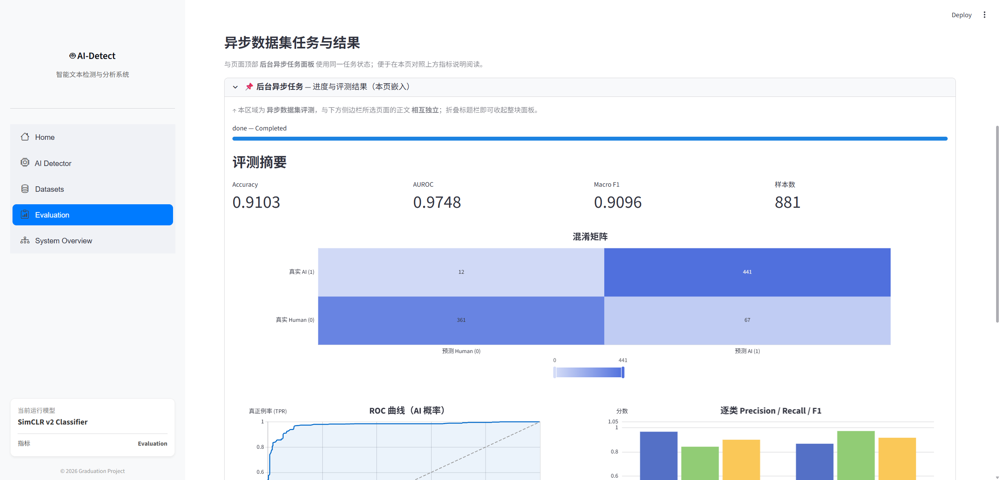 Deploy
AI-Detect
智能文本检测与分析系统
Home
AI Detector
Datasets
Evaluation
System Overview
当前运行模型
SimCLR v2 Classifier
指标 Evaluation
© 2026 Graduation Project
异步数据集任务与结果
与页面顶部 后台异步任务面板 使用同一任务状态；便于在本页对照上方指标说明阅读。
📌 后台异步任务 — 进度与评测结果（本页嵌入）
↑ 本区域为 异步数据集评测，与下方侧边栏所选页面的正文 相互独立；折叠标题栏即可收起整块面板。
done — Completed
评测摘要
Accuracy AUROC Macro F1 样本数
0.9103 0.9748 0.9096 881
混淆矩阵
真实 AI (1) 12 441
真实 Human (0) 361 67
预测 Human (0) 预测 AI (1)
0 441
真正例率 (TPR) ROC 曲线（AI 概率）
1
0.8
0.6
分数 逐类 Precision / Recall / F1
1.05
1
0.8
0.6